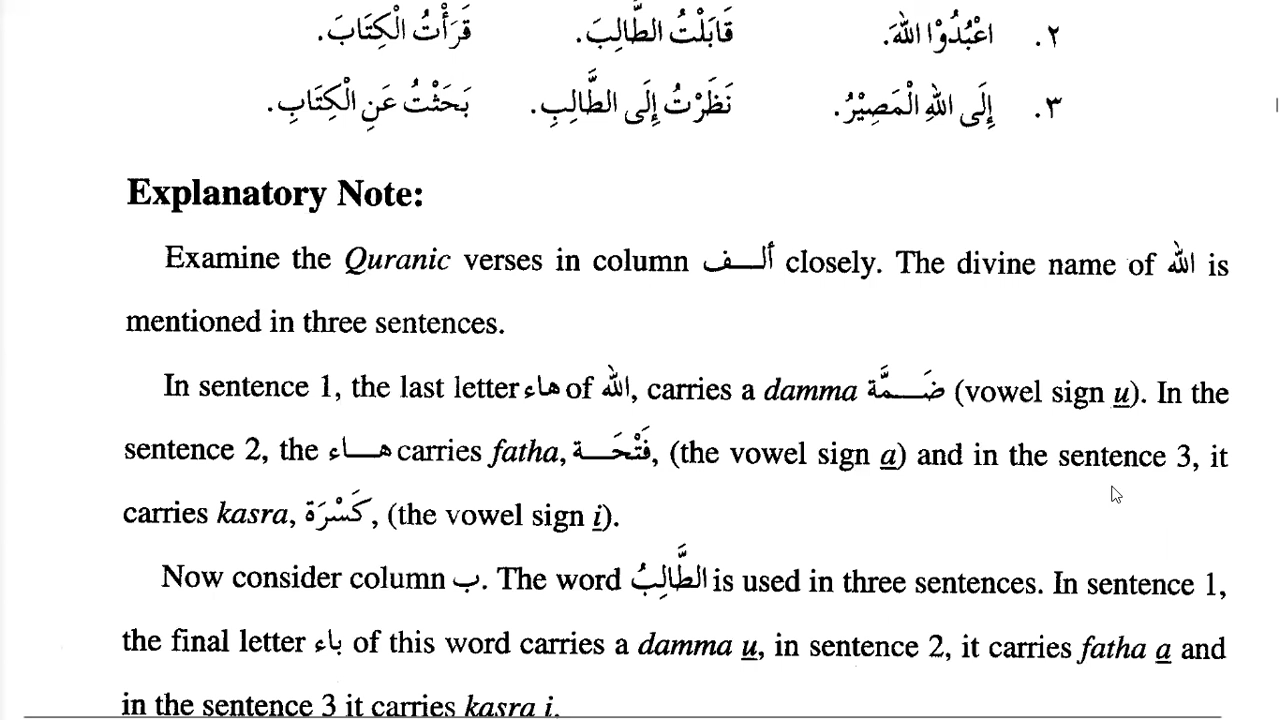 ٢. اعْبُدُوْا اللهَ. قَابَلْتُ الطَّالِبَ. قَرَأْتُ الْكِتَابَ.
٣. إِلَى اللهِ الْمَصِيْرُ. نَظَرْتُ إِلَى الطَّالِبِ. بَحَثْتُ عَنِ الْكِتَابِ.
Explanatory Note:
Examine the Quranic verses in column ألـــف closely. The divine name of الله is
mentioned in three sentences.
In sentence 1, the last letter هاء of الله, carries a damma ضَـــمَّة (vowel sign u). In the
sentence 2, the هـــاء carries fatha, فَتْحَـــة, (the vowel sign a) and in the sentence 3, it
carries kasra, كَسْرَة, (the vowel sign i).
Now consider column ب. The word الطَّالِبُ is used in three sentences. In sentence 1,
the final letter باء of this word carries a damma u, in sentence 2, it carries fatha a and
in the sentence 3 it carries kasra i.